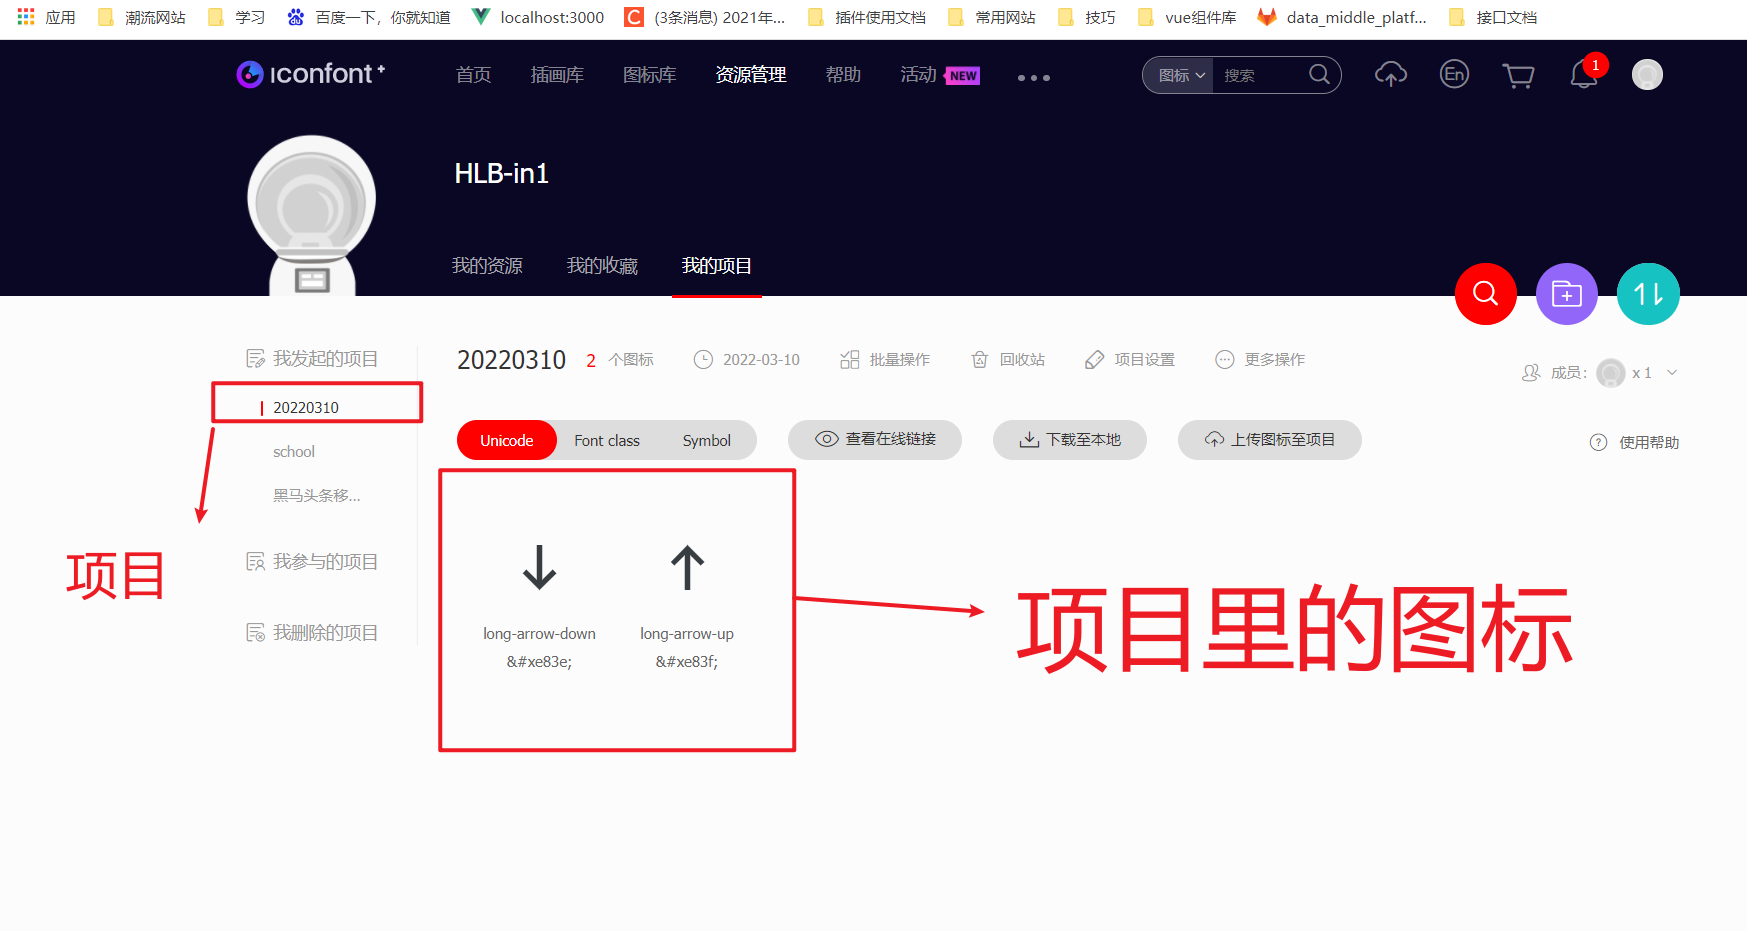 应用 潮流网站 学习 百度一下，你就知道 localhost:3000 (3条消息) 2021年... 插件使用文档 常用网站 技巧 vue组件库 data_middle_platf... 接口文档
iconfont+ 首页 插画库 图标库 资源管理 帮助 活动 NEW 图标 搜索 En 1
HLB-in1
我的资源 我的收藏 我的项目
我发起的项目
20220310
school
黑马头条移...
我参与的项目
我删除的项目
项目
20220310 2 个图标 2022-03-10 批量操作 回收站 项目设置 更多操作
成员： x 1
Unicode Font class Symbol 查看在线链接 下载至本地 上传图标至项目 使用帮助
long-arrow-down long-arrow-up
&#xe83e; &#xe83f;
项目里的图标